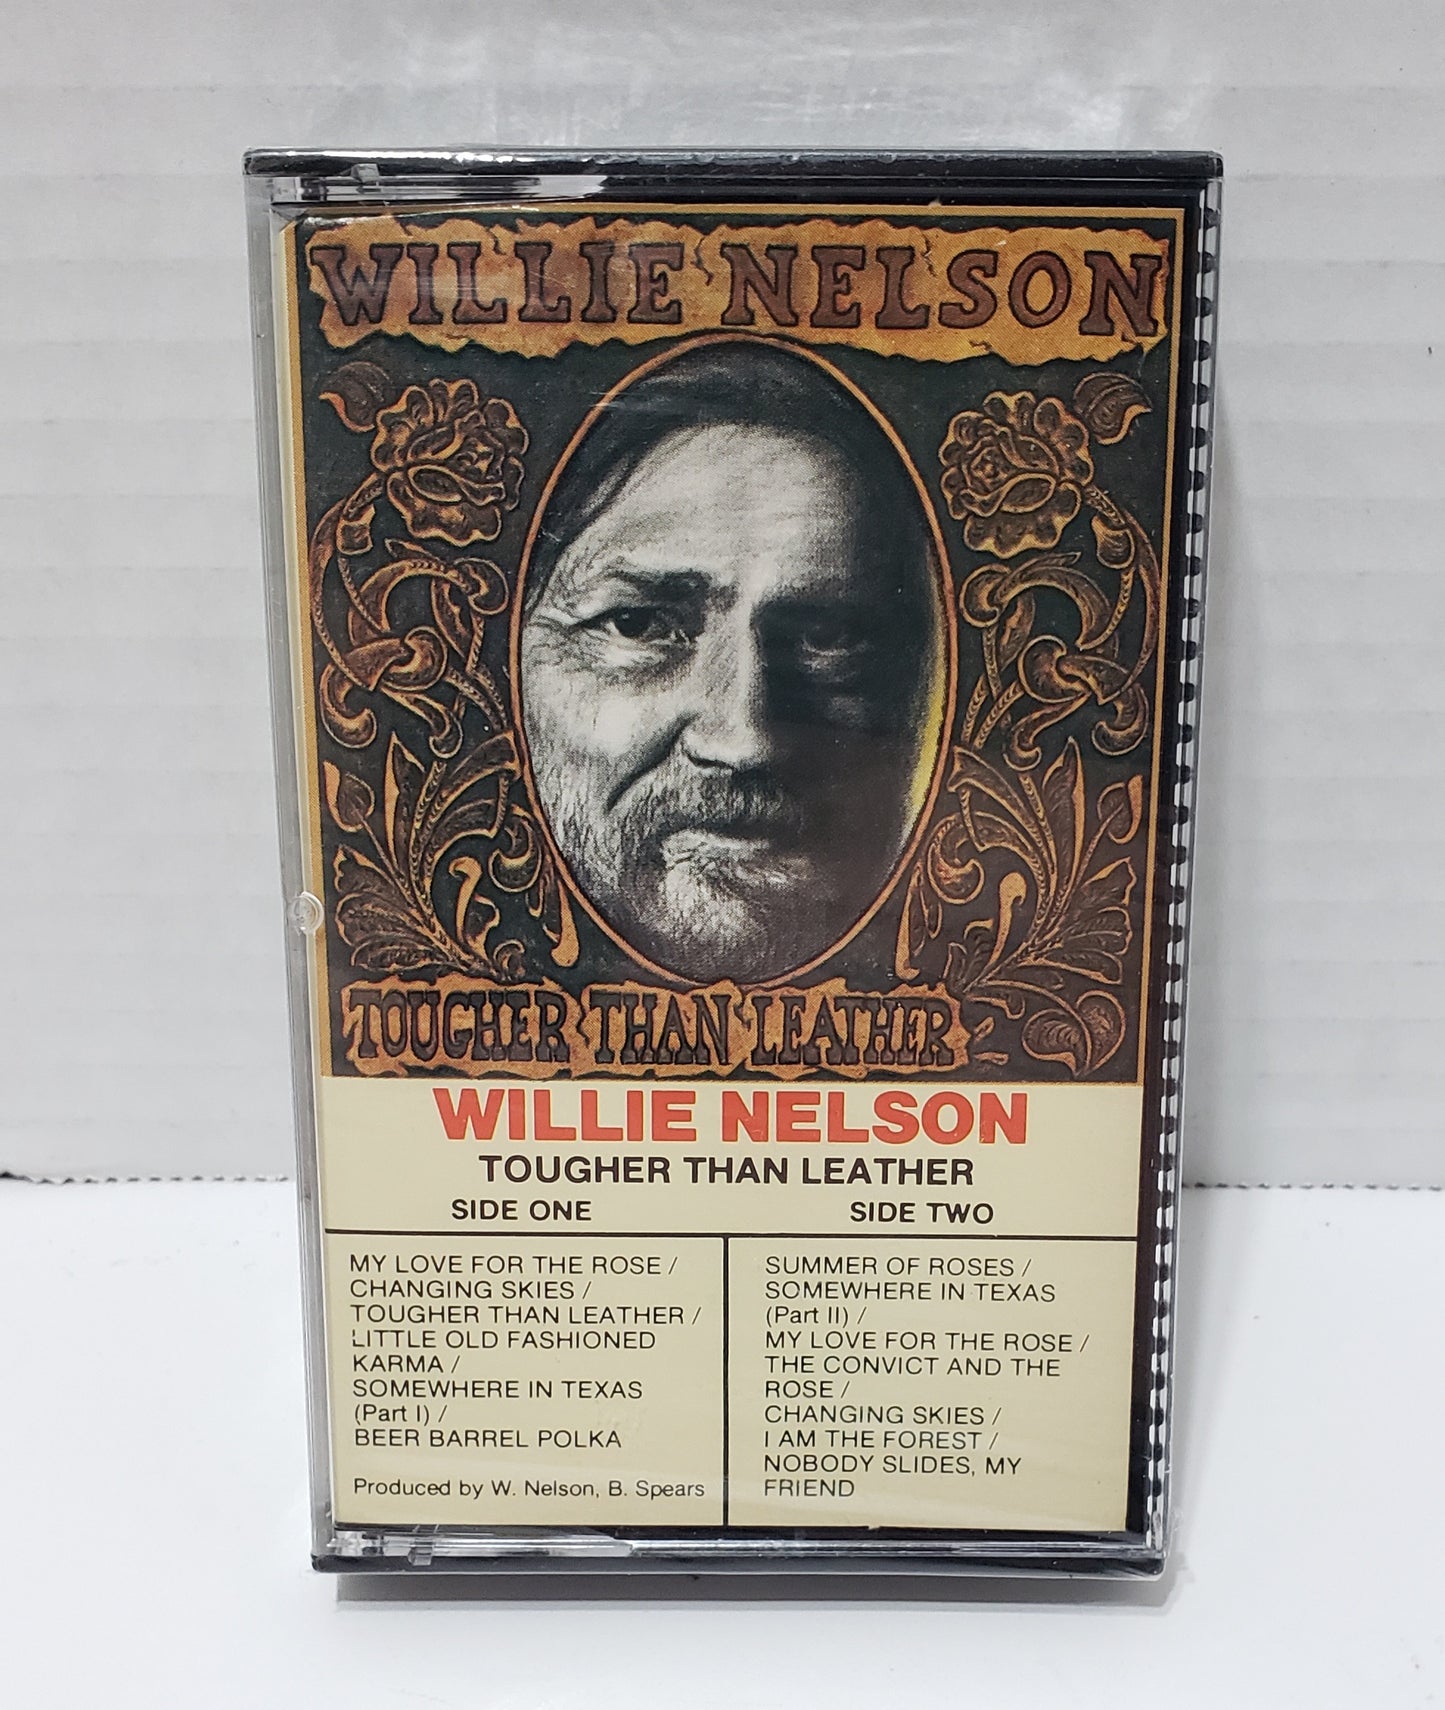 WILLIE NELSON
TOUGHER THAN LEATHER
WILLIE NELSON
TOUGHER THAN LEATHER
SIDE ONE
MY LOVE FOR THE ROSE /
CHANGING SKIES /
TOUGHER THAN LEATHER /
LITTLE OLD FASHIONED
KARMA /
SOMEWHERE IN TEXAS
(Part I) /
BEER BARREL POLKA
Produced by W. Nelson, B. Spears
SIDE TWO
SUMMER OF ROSES /
SOMEWHERE IN TEXAS
(Part II) /
MY LOVE FOR THE ROSE /
THE CONVICT AND THE
ROSE /
CHANGING SKIES /
I AM THE FOREST /
NOBODY SLIDES, MY
FRIEND